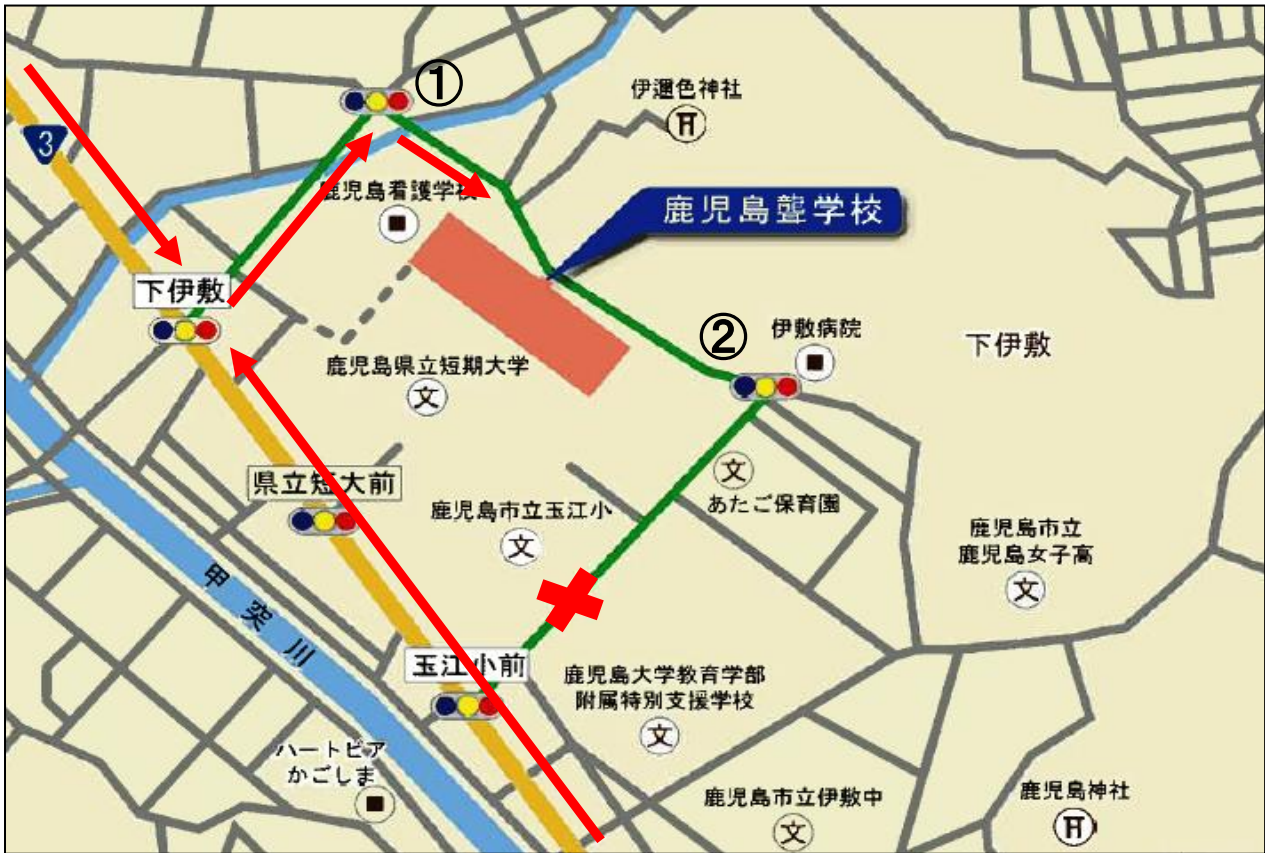 ①
伊邇色神社
3
鹿児島看護学校
鹿児島聾学校
下伊敷
②
伊敷病院
下伊敷
鹿児島県立短期大学
文
県立短大前
文
あたご保育園
鹿児島市立玉江小
文
鹿児島市立
鹿児島女子高
文
甲突川
玉江小前
鹿児島大学教育学部
附属特別支援学校
文
ハートピア
かごしま
鹿児島市立伊敷中
文
鹿児島神社